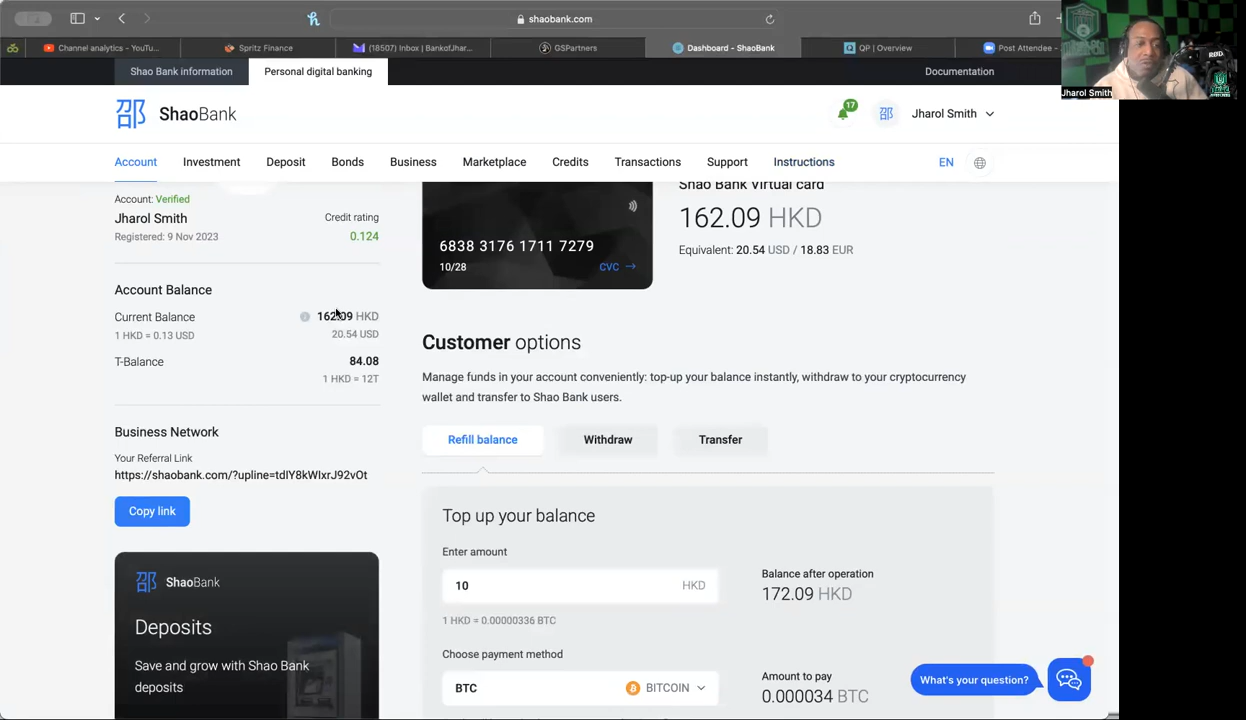 shaobank.com
Channel analytics - YouTu...
Spritz Finance
(18507) Inbox | BankofJhar...
GSPartners
Dashboard - ShaoBank
QP | Overview
Post Attendee -
Shao Bank information
Personal digital banking
Documentation
RØDE
Jharol Smith
邵 ShaoBank
17
邵
Jharol Smith
Account
Investment
Deposit
Bonds
Business
Marketplace
Credits
Transactions
Support
Instructions
EN
Account: Verified
Jharol Smith
Credit rating
Registered: 9 Nov 2023
0.124
Account Balance
Current Balance
162.09 HKD
1 HKD = 0.13 USD
20.54 USD
T-Balance
84.08
1 HKD = 12T
Business Network
Your Referral Link
https://shaobank.com/?upline=tdIY8kWIxrJ92vOt
Copy link
邵 ShaoBank
Deposits
Save and grow with Shao Bank
deposits
6838 3176 1711 7279
10/28
CVC →
Shao Bank Virtual card
162.09 HKD
Equivalent: 20.54 USD / 18.83 EUR
Customer options
Manage funds in your account conveniently: top-up your balance instantly, withdraw to your cryptocurrency
wallet and transfer to Shao Bank users.
Refill balance
Withdraw
Transfer
Top up your balance
Enter amount
10
HKD
Balance after operation
172.09 HKD
1 HKD = 0.00000336 BTC
Choose payment method
BTC
BITCOIN
Amount to pay
0.000034 BTC
What's your question?